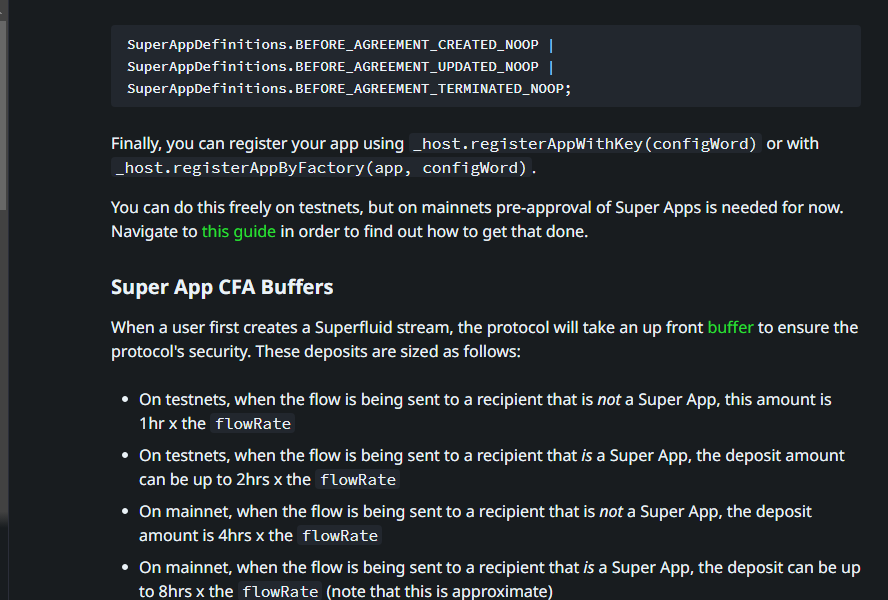 SuperAppDefinitions.BEFORE_AGREEMENT_CREATED_NOOP |
SuperAppDefinitions.BEFORE_AGREEMENT_UPDATED_NOOP |
SuperAppDefinitions.BEFORE_AGREEMENT_TERMINATED_NOOP;
Finally, you can register your app using _host.registerAppWithKey(configWord) or with
_host.registerAppByFactory(app, configWord).
You can do this freely on testnets, but on mainnets pre-approval of Super Apps is needed for now.
Navigate to this guide in order to find out how to get that done.
Super App CFA Buffers
When a user first creates a Superfluid stream, the protocol will take an up front buffer to ensure the
protocol's security. These deposits are sized as follows:
• On testnets, when the flow is being sent to a recipient that is not a Super App, this amount is
1hr x the flowRate
• On testnets, when the flow is being sent to a recipient that is a Super App, the deposit amount
can be up to 2hrs x the flowRate
• On mainnet, when the flow is being sent to a recipient that is not a Super App, the deposit
amount is 4hrs x the flowRate
• On mainnet, when the flow is being sent to a recipient that is a Super App, the deposit can be up
to 8hrs x the flowRate (note that this is approximate)